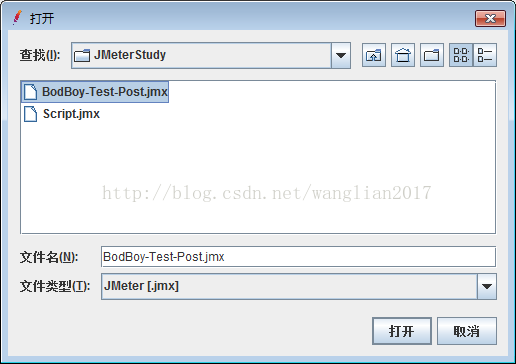 打开
查找(I): JMeterStudy
BodBoy-Test-Post.jmx
Script.jmx
http://blog.csdn.net/wanglian2017
文件名(N): BodBoy-Test-Post.jmx
文件类型(T): JMeter [.jmx]
打开 取消